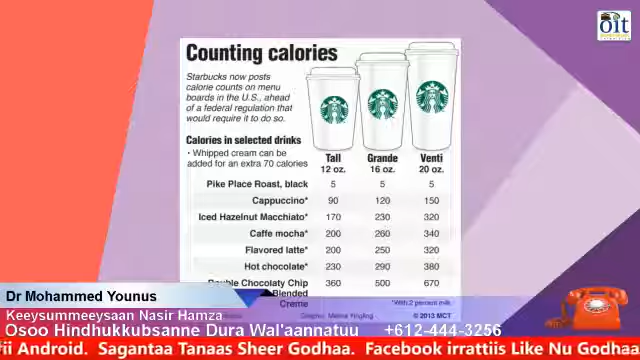 oit
Counting calories
Starbucks now posts
calorie counts on menu
boards in the U.S., ahead
of a federal regulation that
would require it to do so.
Calories in selected drinks
• Whipped cream can be
added for an extra 70 calories
Tall Grande Venti
12 oz. 16 oz. 20 oz.
Pike Place Roast, black 5 5 5
Cappuccino* 90 120 150
Iced Hazelnut Macchiato* 170 230 320
Caffe mocha* 200 260 340
Flavored latte* 200 250 320
Hot chocolate* 230 290 380
Double Chocolaty Chip 360 500 670
Blended
Creme
*With 2 percent milk
© 2013 MCT
Dr Mohammed Younus
Keeysummeeysaan Nasir Hamza
Osoo Hindhukkubsanne Dura Wal'aannatuu +612-444-3256
fii Android. Sagantaa Tanaas Sheer Godhaa. Facebook irrattiis Like Nu Godhaa